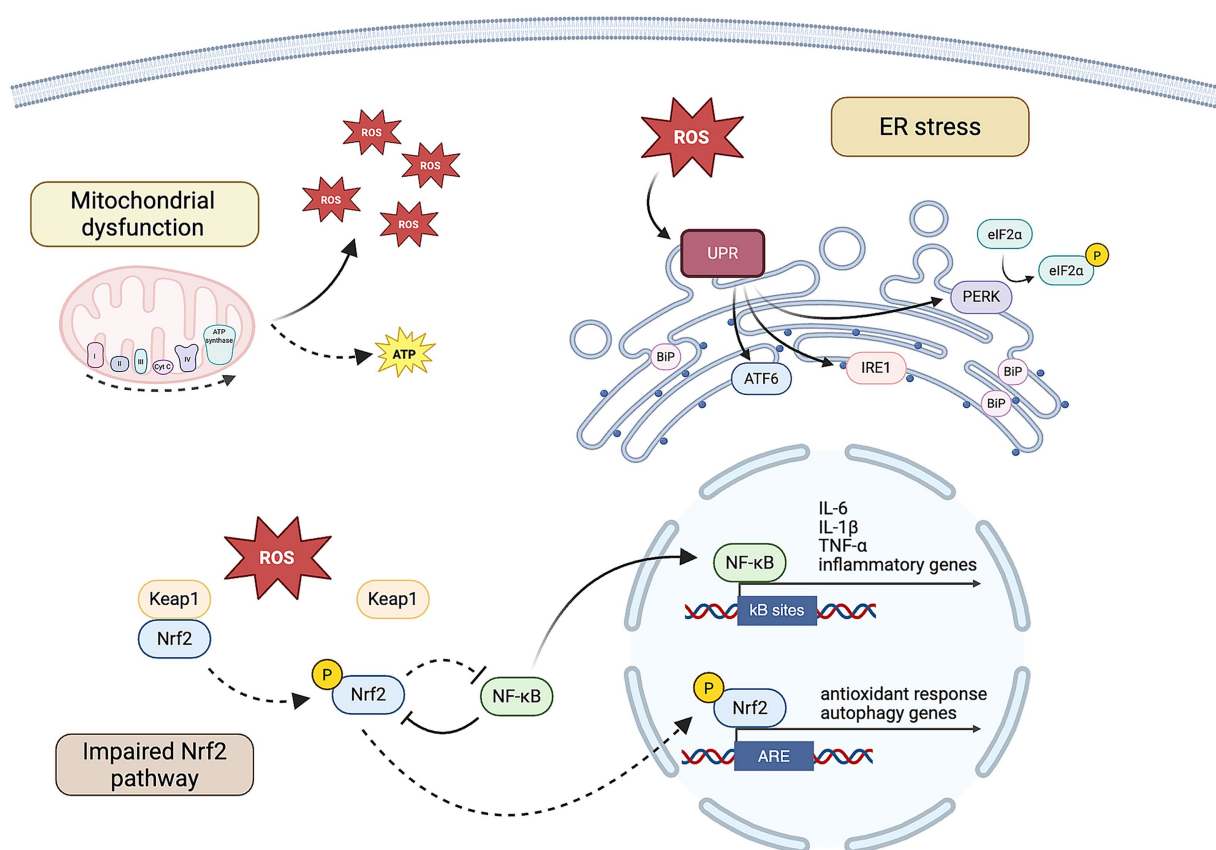 Mitochondrial
dysfunction
ROS
ROS
ROS
ROS
I
II
III
Cyt C
IV
ATP
synthase
ATP
ROS
ER stress
UPR
eIF2α
P
eIF2α
PERK
BiP
ATF6
IRE1
BiP
BiP
ROS
Keap1
Nrf2
Keap1
P
Nrf2
NF-κB
Impaired Nrf2
pathway
IL-6
IL-1β
TNF-α
inflammatory genes
NF-κB
kB sites
P
Nrf2
antioxidant response
autophagy genes
ARE